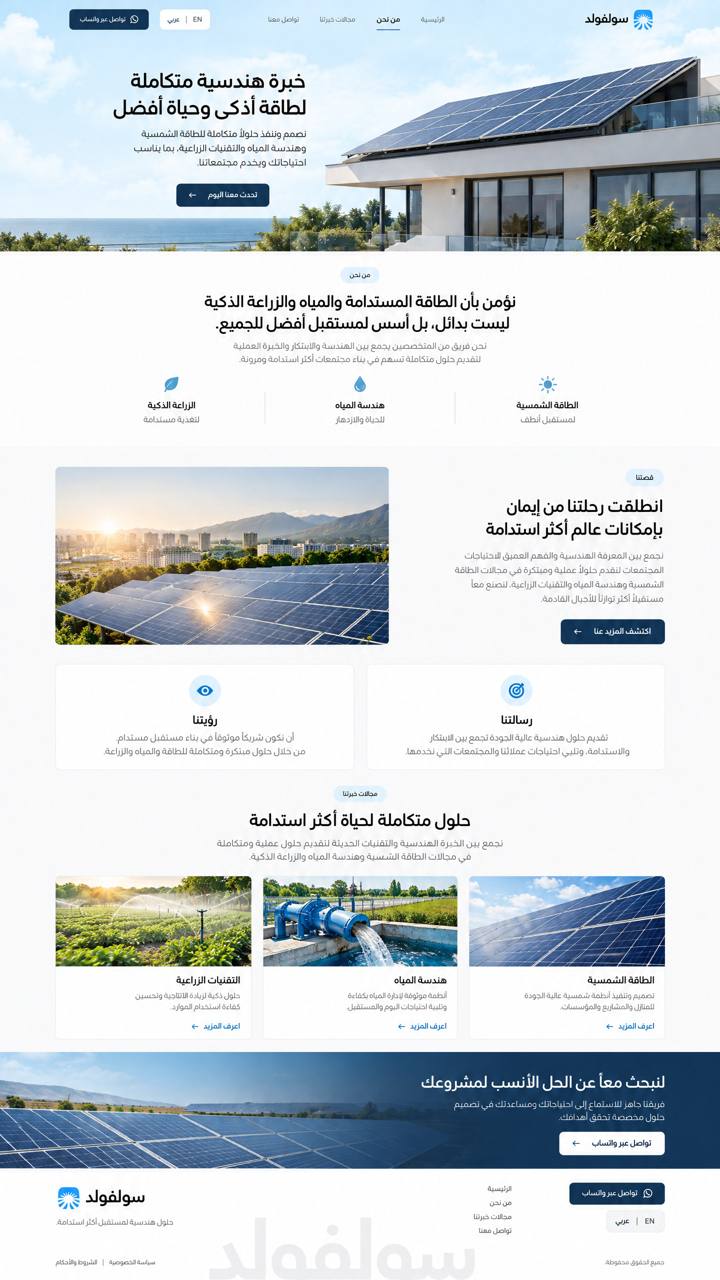 سولفولد
الرئيسية
من نحن
مجالات خبرتنا
تواصل معنا
EN | عربي
تواصل عبر واتساب
خبرة هندسية متكاملة
لطاقة أذكى وحياة أفضل
نصمم وننفذ حلولاً متكاملة للطاقة الشمسية
وهندسة المياه والتقنيات الزراعية، بما يناسب
احتياجاتك ويخدم مجتمعاتنا.
تحدث معنا اليوم
من نحن
نؤمن بأن الطاقة المستدامة والمياه والزراعة الذكية
ليست بدائل، بل أسس لمستقبل أفضل للجميع.
نحن فريق من المتخصصين يجمع بين الهندسة والابتكار والخبرة العملية
لتقديم حلول متكاملة تسهم في بناء مجتمعات أكثر استدامة ومرونة.
الطاقة الشمسية
لمستقبل أنظف
هندسة المياه
للحياة والازدهار
الزراعة الذكية
لتغذية مستدامة
قصتنا
انطلقت رحلتنا من إيمان
بإمكانات عالم أكثر استدامة
نجمع بين المعرفة الهندسية والفهم العميق للاحتياجات
المجتمعات لنقدم حلولاً عملية ومبتكرة في مجالات الطاقة
الشمسية وهندسة المياه والتقنيات الزراعية، لنصنع معاً
مستقبلاً أكثر توازناً للأجيال القادمة.
اكتشف المزيد عنا
رسالتنا
تقديم حلول هندسية عالية الجودة تجمع بين الابتكار
والاستدامة، وتلبي احتياجات عملائنا والمجتمعات التي نخدمها.
رؤيتنا
أن نكون شريكاً موثوقاً في بناء مستقبل مستدام.
من خلال حلول مبتكرة ومتكاملة للطاقة والمياه والزراعة.
مجالات خبرتنا
حلول متكاملة لحياة أكثر استدامة
نجمع بين الخبرة الهندسية والتقنيات الحديثة لتقديم حلول عملية ومتكاملة
في مجالات الطاقة الشمسية وهندسة المياه والزراعة الذكية.
الطاقة الشمسية
تصميم وتنفيذ أنظمة شمسية عالية الجودة
للمنازل والمشاريع والمؤسسات.
اعرف المزيد
هندسة المياه
أنظمة موثوقة لإدارة المياه بكفاءة
وتلبية احتياجات اليوم والمستقبل.
اعرف المزيد
التقنيات الزراعية
حلول ذكية لزيادة الانتاجية وتحسين
كفاءة استخدام الموارد.
اعرف المزيد
لنبحث معاً عن الحل الأنسب لمشروعك
فريقنا جاهز للاستماع إلى احتياجاتك ومساعدتك في تصميم
حلول مخصصة تحقق أهدافك.
تواصل عبر واتساب
تواصل عبر واتساب
EN | عربي
الرئيسية
من نحن
مجالات خبرتنا
تواصل معنا
سولفولد
حلول هندسية لمستقبل أكثر استدامة.
سولفولد
جميع الحقوق محفوظة.
سياسة الخصوصية | الشروط والأحكام